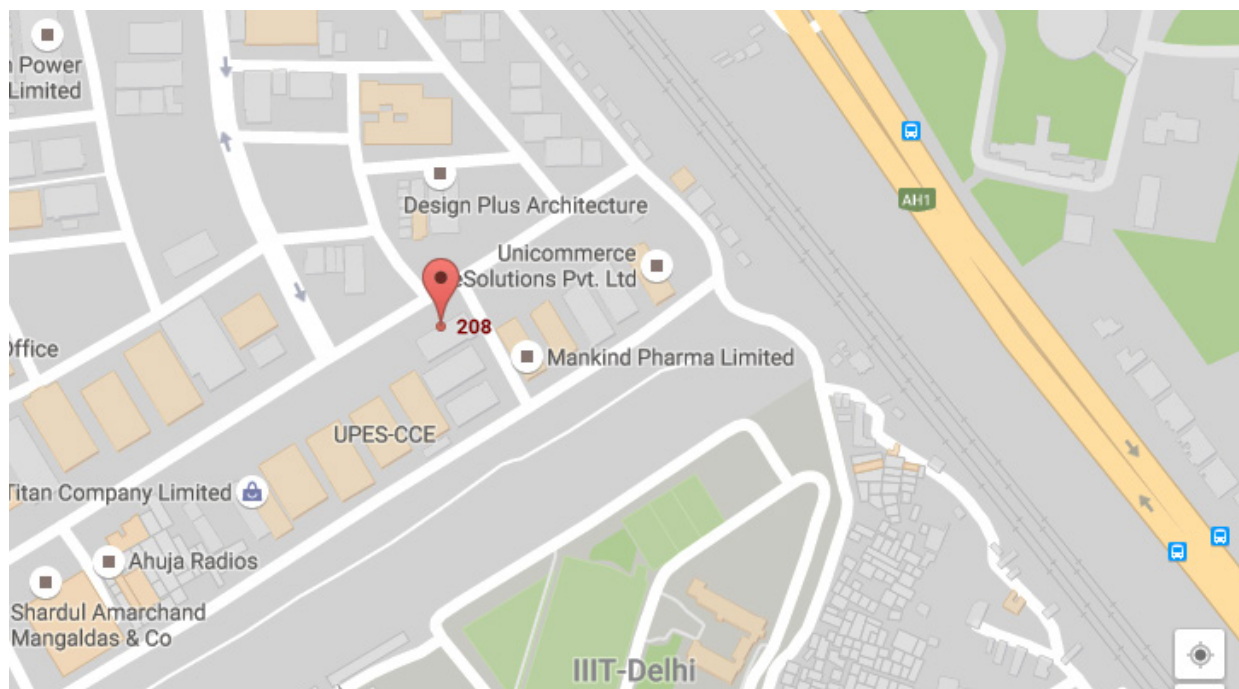 n Power
Limited
AH1
Design Plus Architecture
Unicommerce
eSolutions Pvt. Ltd
208
Office
Mankind Pharma Limited
UPES-CCE
Titan Company Limited
Ahuja Radios
Shardul Amarchand
Mangaldas & Co
IIIT-Delhi